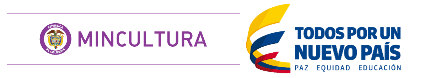 MINCULTURA
TODOS POR UN
NUEVO PAÍS
PAZ EQUIDAD EDUCACIÓN